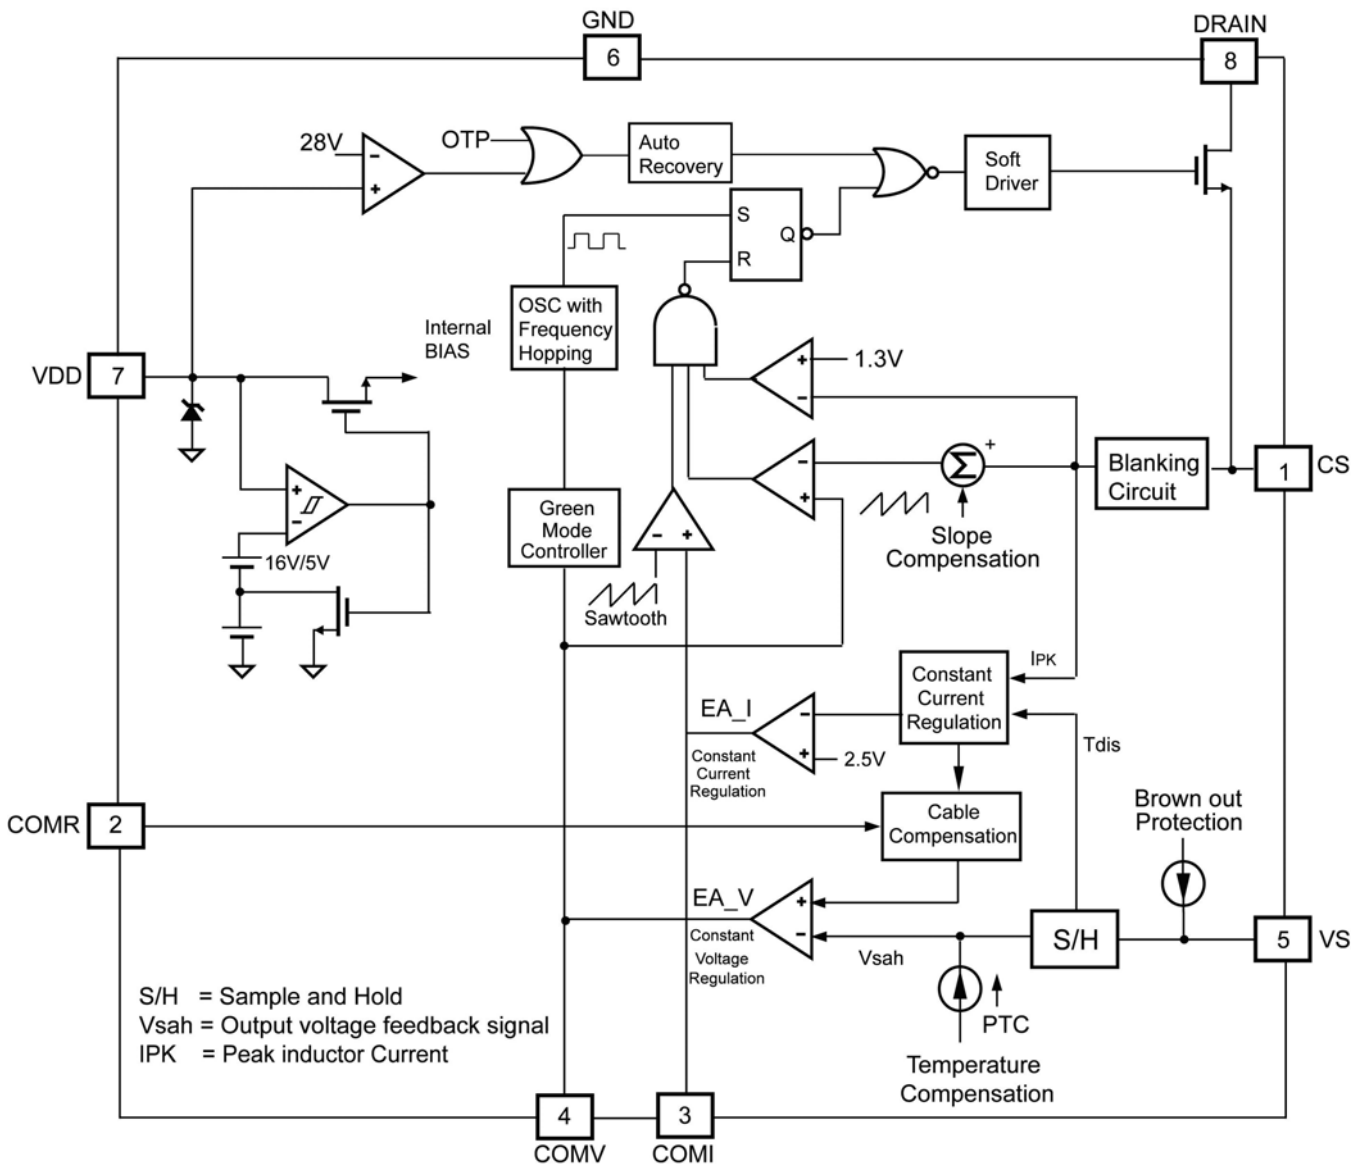 GND
6
DRAIN
8
28V
−
+
OTP
Auto
Recovery
Soft
Driver
S
Q
R
OSC with
Frequency
Hopping
Internal
BIAS
VDD
7
+
−
1.3V
+
−
16V/5V
Green
Mode
Controller
−
+
Sawtooth
−
+
Σ
+
Slope
Compensation
Blanking
Circuit
1
CS
IPK
Constant
Current
Regulation
Tdis
EA_I
−
+
2.5V
Constant
Current
Regulation
COMR
2
Cable
Compensation
Brown out
Protection
EA_V
+
−
Constant
Voltage
Regulation
Vsah
S/H
5
VS
PTC
Temperature
Compensation
S/H = Sample and Hold
Vsah = Output voltage feedback signal
IPK = Peak inductor Current
4
COMV
3
COMI